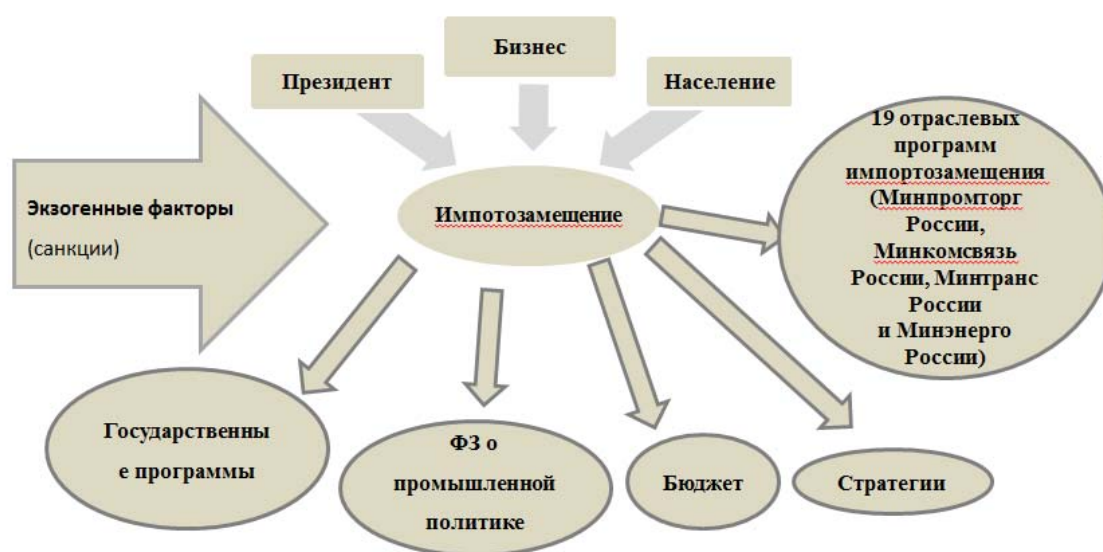 Бизнес
Президент
Население
Экзогенные факторы
(санкции)
Импотозамещение
19 отраслевых
программ
импортозамещения
(Минпромторг
России,
Минкомсвязь
России, Минтранс
России
и Минэнерго
России)
Государственны
е программы
ФЗ о
промышленной
политике
Бюджет
Стратегии